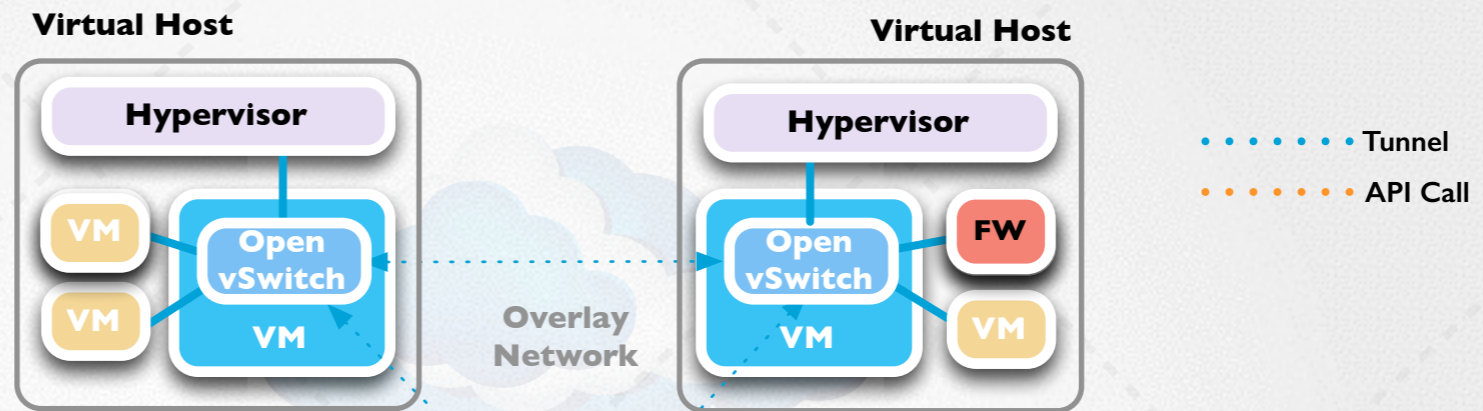 Virtual Host
Hypervisor
VM
VM
Open
vSwitch
VM
Overlay
Network
Virtual Host
Hypervisor
Open
vSwitch
VM
FW
VM
Tunnel
API Call